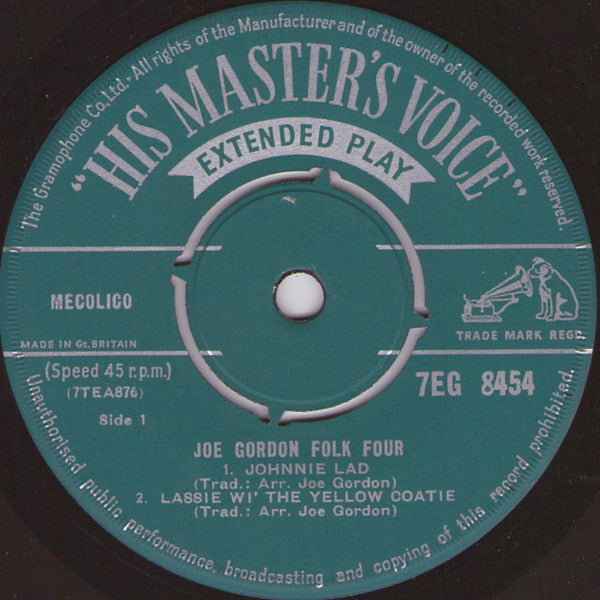 The Gramophone Co., Ltd. All rights of the Manufacturer and of the owner of the recorded work reserved.
"HIS MASTER'S VOICE"
EXTENDED PLAY
MECOLICO
TRADE MARK REGD.
MADE IN Gt. BRITAIN
(Speed 45 r.p.m.)
(7TEA876)
7EG 8454
Side 1
JOE GORDON FOLK FOUR
1. JOHNNIE LAD
(Trad.: Arr. Joe Gordon)
2. LASSIE WI' THE YELLOW COATIE
(Trad.: Arr. Joe Gordon)
Unauthorised public performance, broadcasting and copying of this record prohibited.